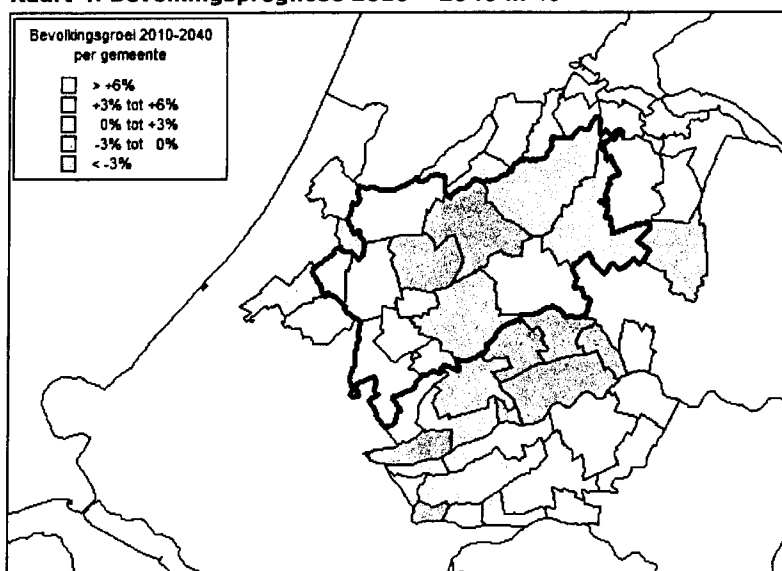 Bevolkingsgroei 2010-2040
per gemeente
> +6%
+3% tot +6%
0% tot +3%
-3% tot 0%
< -3%